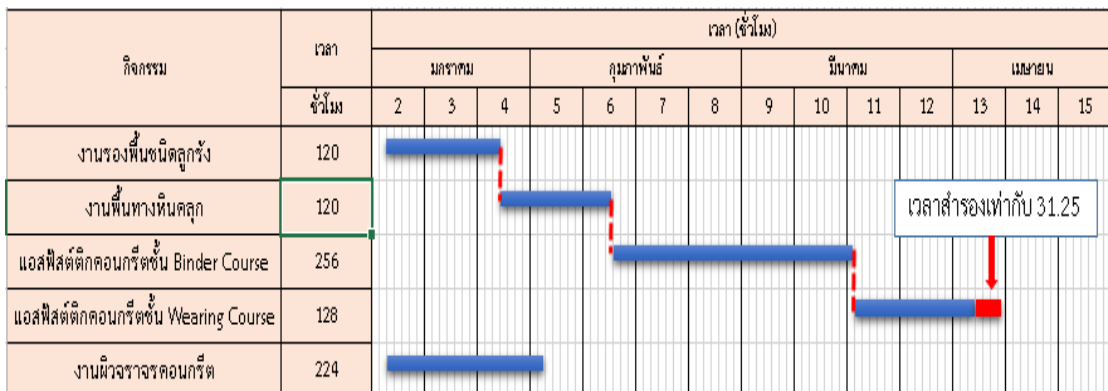 เวลา (ชั่วโมง)
กิจกรรม เวลา มกราคม กุมภาพันธ์ มีนาคม เมษายน
ชั่วโมง 2 3 4 5 6 7 8 9 10 11 12 13 14 15
งานรองพื้นชนิดลูกรัง 120
งานพื้นทางหินคลุก 120
เวลาสำรองเท่ากับ 31.25
แอสฟัสต์ติกคอนกรีตชั้น Binder Course 256
แอสฟัสต์ติกคอนกรีตชั้น Wearing Course 128
งานผิวจราจรคอนกรีต 224